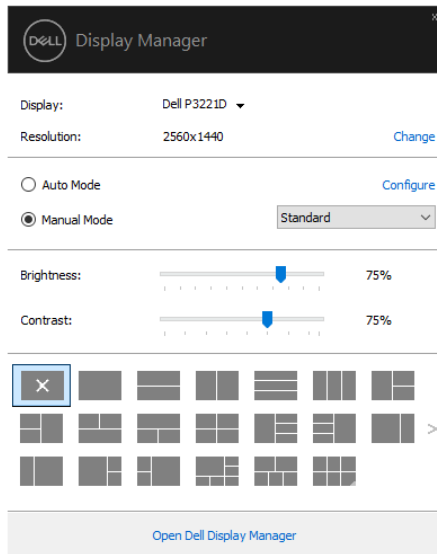 DELL Display Manager
Display: Dell P3221D
Resolution: 2560x1440 Change
Auto Mode Configure
Manual Mode Standard
Brightness: 75%
Contrast: 75%
Open Dell Display Manager